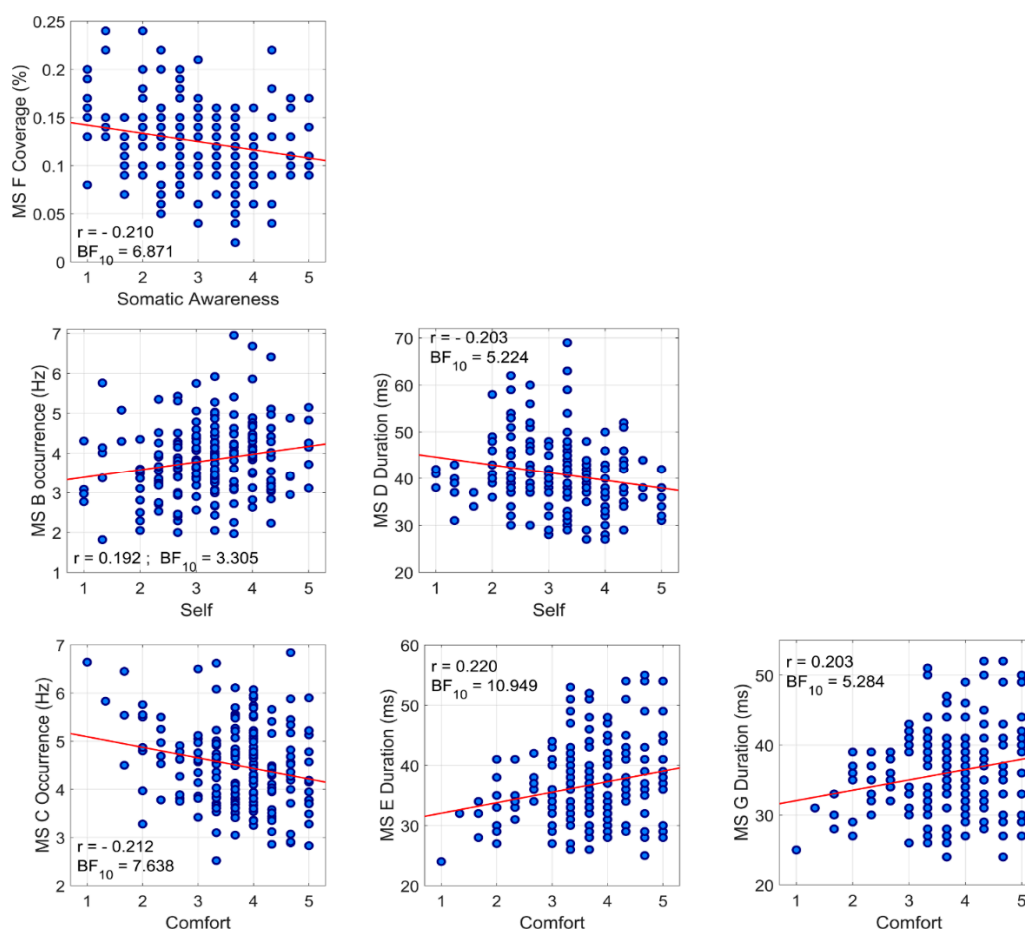 0.25
0.2
0.15
0.1
0.05
0
MS F Coverage (%)
r = - 0.210
BF10 = 6.871
1 2 3 4 5
Somatic Awareness
7
6
5
4
3
2
1
MS B occurrence (Hz)
r = 0.192 ; BF10 = 3.305
1 2 3 4 5
Self
70
60
50
40
30
20
MS D Duration (ms)
r = - 0.203
BF10 = 5.224
1 2 3 4 5
Self
7
6
5
4
3
2
MS C Occurrence (Hz)
r = - 0.212
BF10 = 7.638
1 2 3 4 5
Comfort
60
50
40
30
20
MS E Duration (ms)
r = 0.220
BF10 = 10.949
1 2 3 4 5
Comfort
60
50
40
30
20
MS G Duration (ms)
r = 0.203
BF10 = 5.284
1 2 3 4 5
Comfort